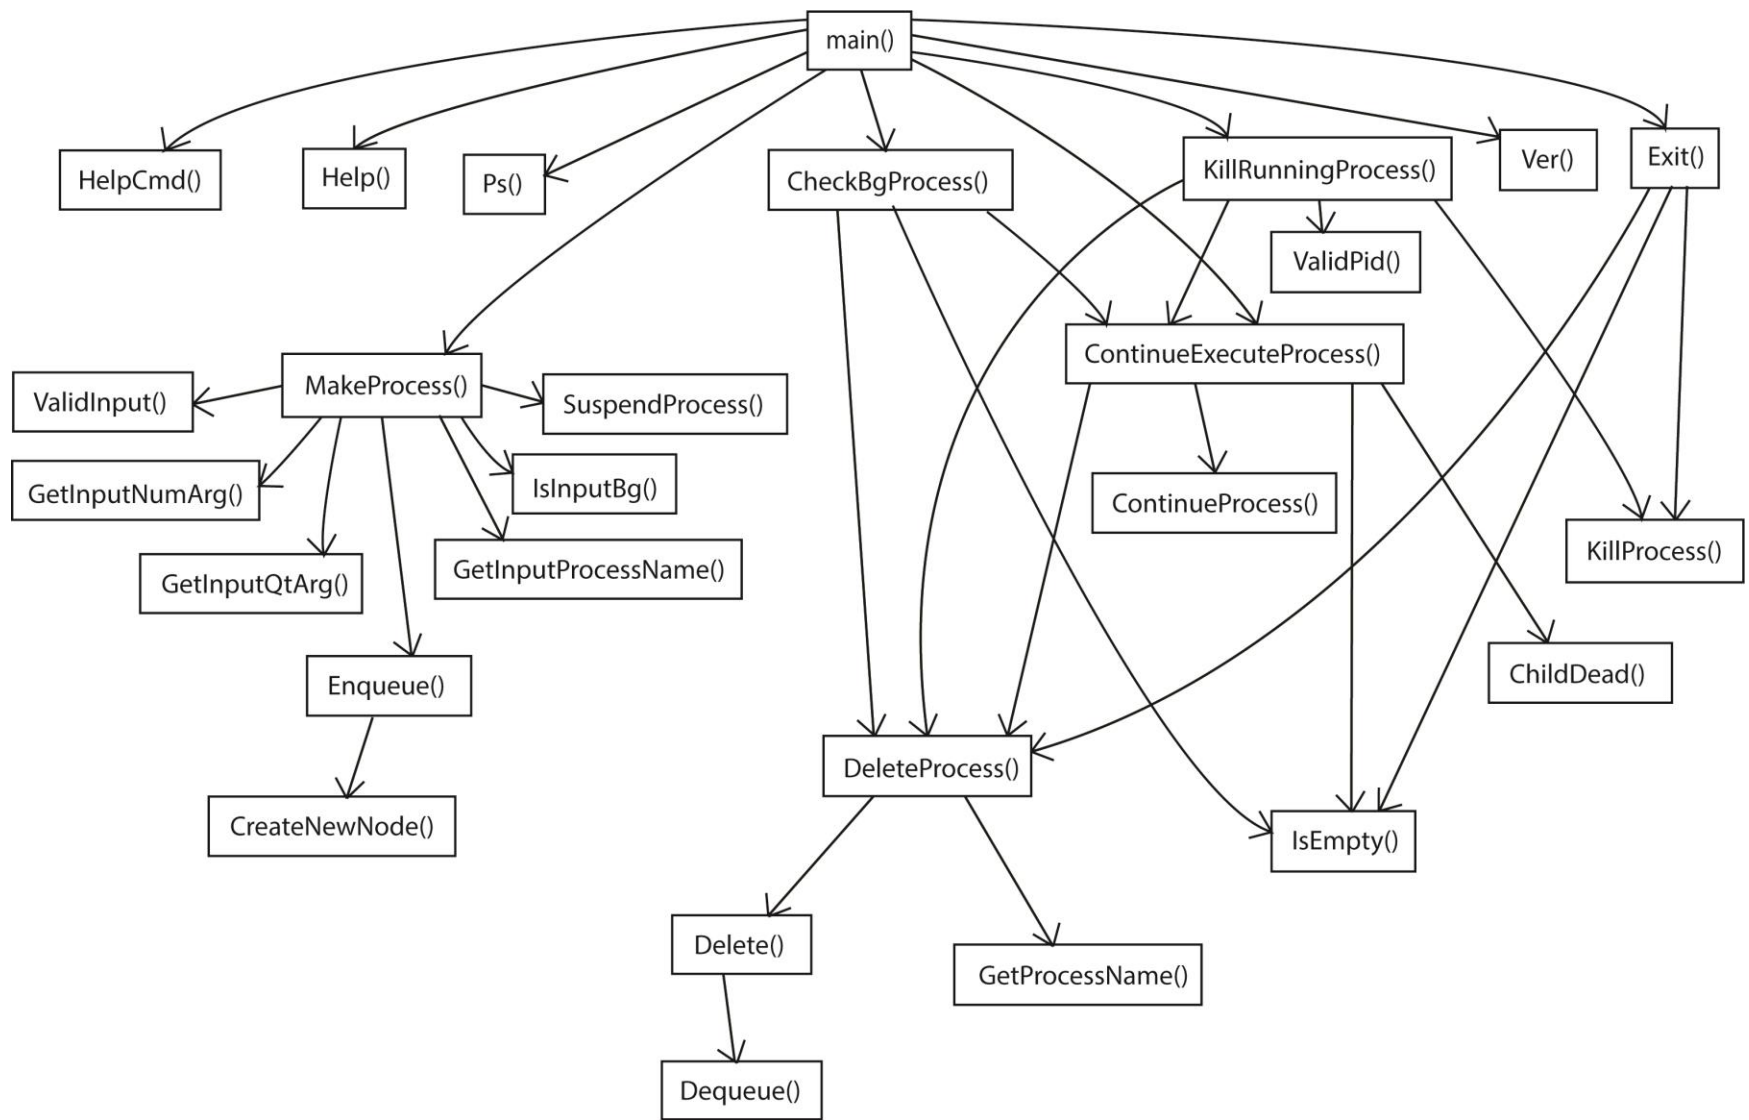 main()
HelpCmd()
Help()
Ps()
CheckBgProcess()
KillRunningProcess()
Ver()
Exit()
ValidPid()
ContinueExecuteProcess()
MakeProcess()
ValidInput()
SuspendProcess()
GetInputNumArg()
IsInputBg()
ContinueProcess()
KillProcess()
GetInputQtArg()
GetInputProcessName()
Enqueue()
ChildDead()
DeleteProcess()
CreateNewNode()
IsEmpty()
Delete()
GetProcessName()
Dequeue()